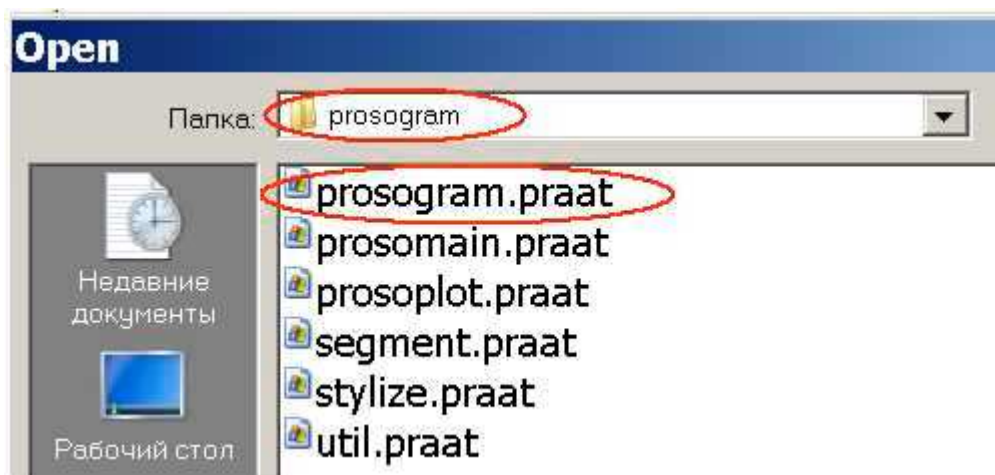 Open
Папка: prosogram
prosogram.praat
prosomain.praat
prosoplot.praat
segment.praat
stylize.praat
util.praat
Недавние
документы
Рабочий стол